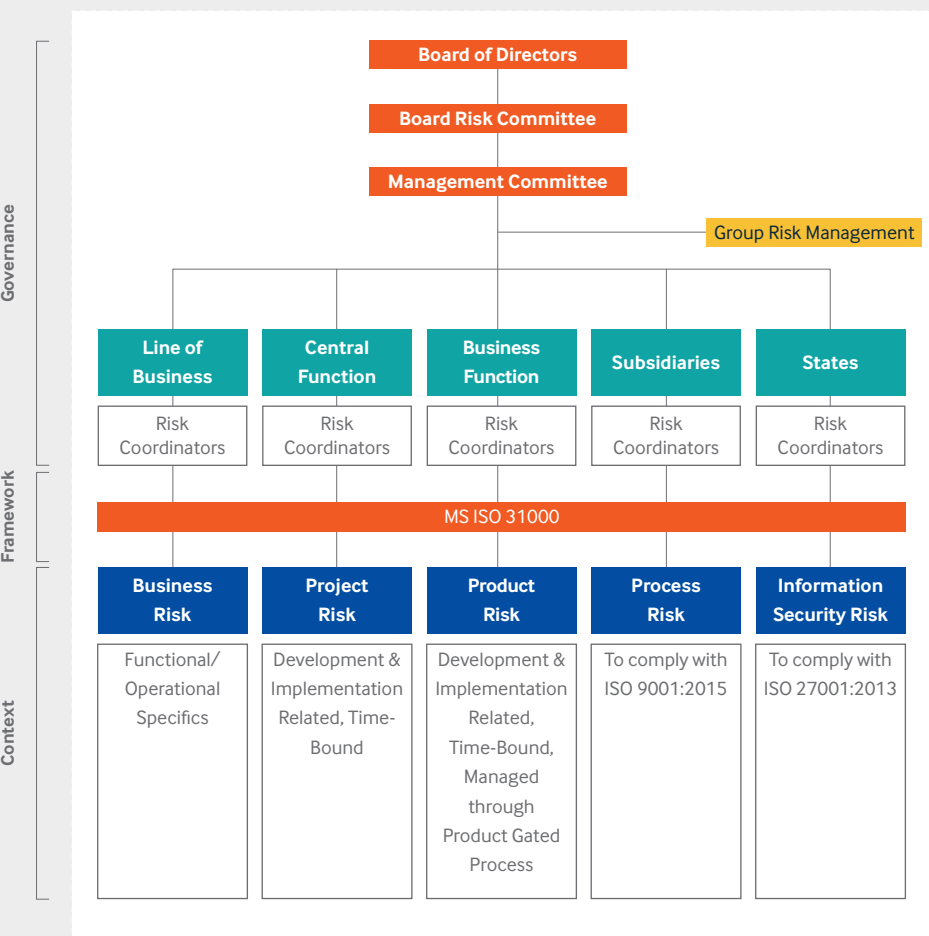 Governance
Board of Directors
Board Risk Committee
Management Committee
Group Risk Management
Line of
Business
Risk
Coordinators
Central
Function
Risk
Coordinators
Business
Function
Risk
Coordinators
Subsidiaries
Risk
Coordinators
States
Risk
Coordinators
Framework
MS ISO 31000
Context
Business
Risk
Functional/
Operational
Specifics
Project
Risk
Development &
Implementation
Related, Time-
Bound
Product
Risk
Development &
Implementation
Related,
Time-Bound,
Managed
through
Product Gated
Process
Process
Risk
To comply with
ISO 9001:2015
Information
Security Risk
To comply with
ISO 27001:2013